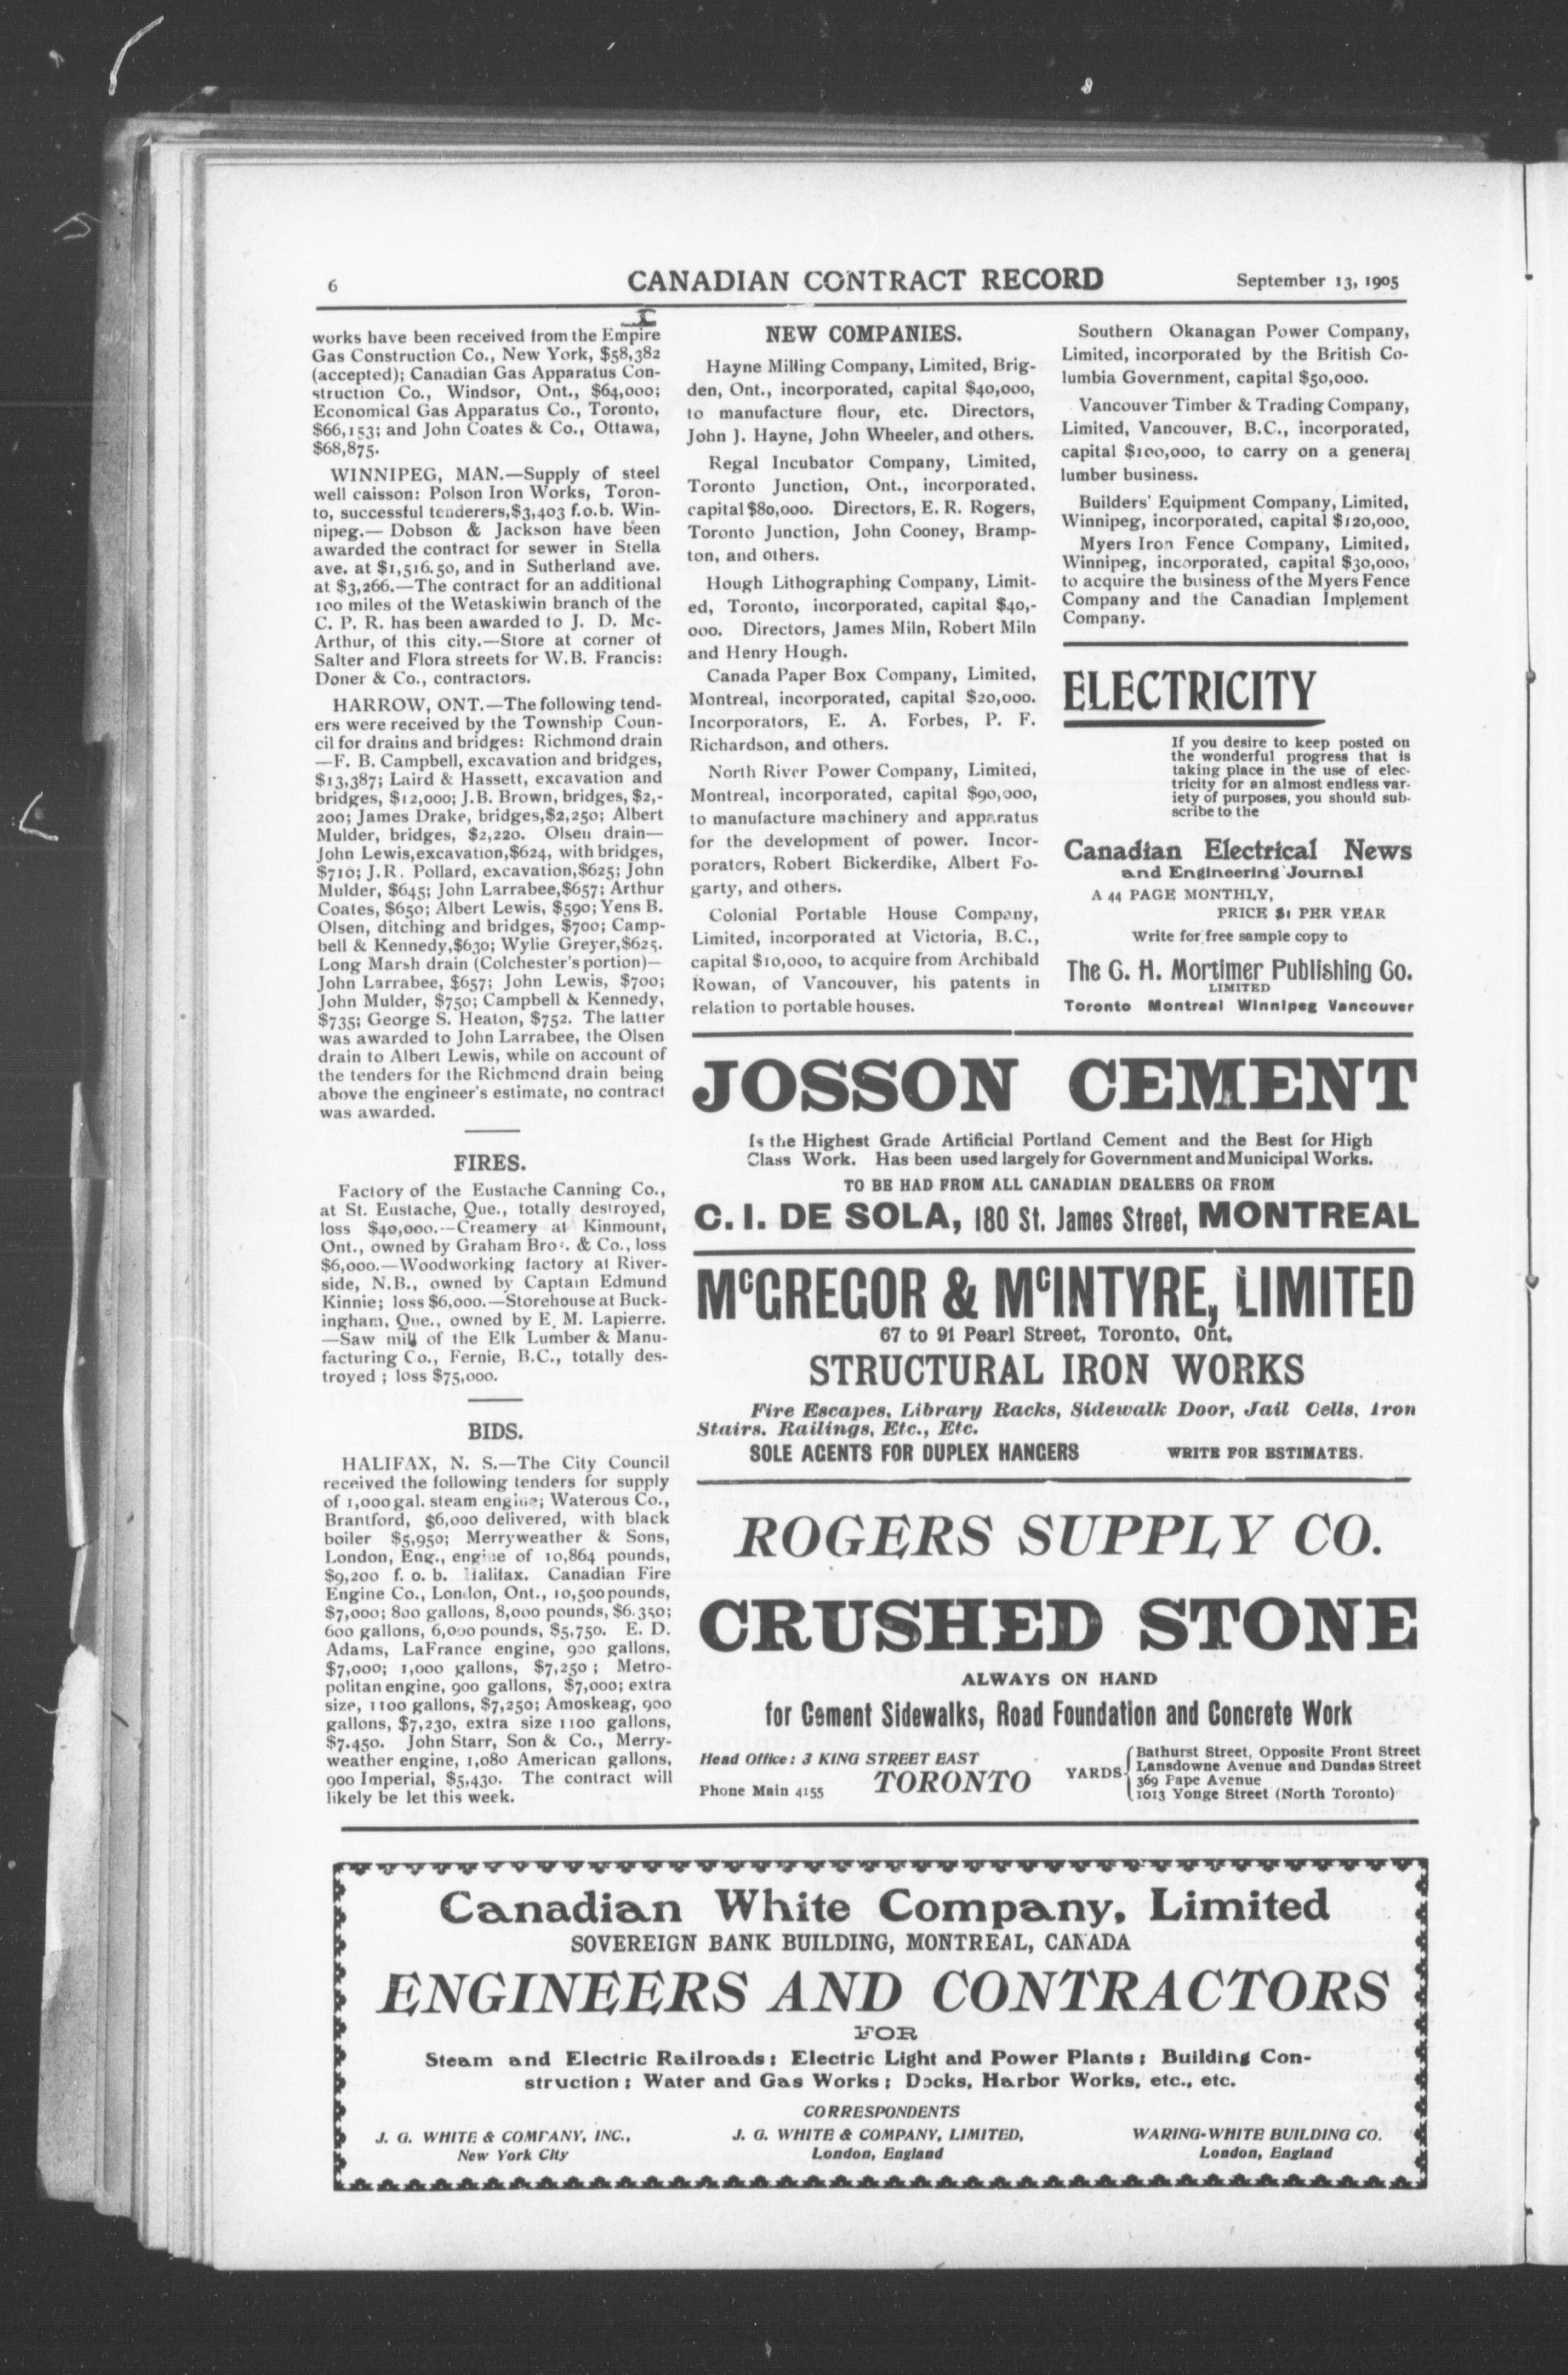 6
CANADIAN CONTRACT RECORD
September 13, 1905
works have been received from the Empire
Gas Construction Co., New York, $58,382
(accepted); Canadian Gas Apparatus Con-
struction Co., Windsor, Ont., $64,000;
Economical Gas Apparatus Co., Toronto,
$66,153; and John Coates & Co., Ottawa,
$68,875.
WINNIPEG, MAN.—Supply of steel
well caisson: Polson Iron Works, Toron-
to, successful tenderers,$3,403 f.o.b. Win-
nipeg.— Dobson & Jackson have been
awarded the contract for sewer in Stella
ave. at $1,516.50, and in Sutherland ave.
at $3,266.—The contract for an additional
100 miles of the Wetaskiwin branch of the
C. P. R. has been awarded to J. D. Mc-
Arthur, of this city.—Store at corner of
Salter and Flora streets for W.B. Francis:
Doner & Co., contractors.
HARROW, ONT.—The following tend-
ers were received by the Township Coun-
cil for drains and bridges: Richmond drain
—F. B. Campbell, excavation and bridges,
$13,387; Laird & Hassett, excavation and
bridges, $12,000; J.B. Brown, bridges, $2,-
200; James Drake, bridges,$2,250; Albert
Mulder, bridges, $2,220. Olsen drain—
John Lewis,excavation,$624, with bridges,
$710; J.R. Pollard, excavation,$625; John
Mulder, $645; John Larrabee,$657; Arthur
Coates, $650; Albert Lewis, $590; Yens B.
Olsen, ditching and bridges, $700; Camp-
bell & Kennedy,$630; Wylie Greyer,$625.
Long Marsh drain (Colchester's portion)—
John Larrabee, $657; John Lewis, $700;
John Mulder, $750; Campbell & Kennedy,
$735; George S. Heaton, $752. The latter
was awarded to John Larrabee, the Olsen
drain to Albert Lewis, while on account of
the tenders for the Richmond drain being
above the engineer's estimate, no contract
was awarded.
FIRES.
Factory of the Eustache Canning Co.,
at St. Eustache, Que., totally destroyed,
loss $40,000.—Creamery at Kinmount,
Ont., owned by Graham Bros. & Co., loss
$6,000.—Woodworking factory at River-
side, N.B., owned by Captain Edmund
Kinnie; loss $6,000.—Storehouse at Buck-
ingham, Que., owned by E. M. Lapierre.
—Saw mill of the Elk Lumber & Manu-
facturing Co., Fernie, B.C., totally des-
troyed ; loss $75,000.
BIDS.
HALIFAX, N. S.—The City Council
received the following tenders for supply
of 1,000 gal. steam engine; Waterous Co.,
Brantford, $6,000 delivered, with black
boiler $5,950; Merryweather & Sons,
London, Eng., engine of 10,864 pounds,
$9,200 f. o. b. Halifax. Canadian Fire
Engine Co., London, Ont., 10,500 pounds,
$7,000; 800 gallons, 8,000 pounds, $6.350;
600 gallons, 6,000 pounds, $5,750. E. D.
Adams, LaFrance engine, 900 gallons,
$7,000; 1,000 gallons, $7,250 ; Metro-
politan engine, 900 gallons, $7,000; extra
size, 1100 gallons, $7,250; Amoskeag, 900
gallons, $7,230, extra size 1100 gallons,
$7.450. John Starr, Son & Co., Merry-
weather engine, 1,080 American gallons,
900 Imperial, $5,430. The contract will
likely be let this week.
NEW COMPANIES.
Hayne Milling Company, Limited, Brig-
den, Ont., incorporated, capital $40,000,
to manufacture flour, etc. Directors,
John J. Hayne, John Wheeler, and others.
Regal Incubator Company, Limited,
Toronto Junction, Ont., incorporated,
capital $80,000. Directors, E. R. Rogers,
Toronto Junction, John Cooney, Bramp-
ton, and others.
Hough Lithographing Company, Limit-
ed, Toronto, incorporated, capital $40,-
000. Directors, James Miln, Robert Miln
and Henry Hough.
Canada Paper Box Company, Limited,
Montreal, incorporated, capital $20,000.
Incorporators, E. A. Forbes, P. F.
Richardson, and others.
North River Power Company, Limited,
Montreal, incorporated, capital $90,000,
to manufacture machinery and apparatus
for the development of power. Incor-
porators, Robert Bickerdike, Albert Fo-
garty, and others.
Colonial Portable House Company,
Limited, incorporated at Victoria, B.C.,
capital $10,000, to acquire from Archibald
Rowan, of Vancouver, his patents in
relation to portable houses.
Southern Okanagan Power Company,
Limited, incorporated by the British Co-
lumbia Government, capital $50,000.
Vancouver Timber & Trading Company,
Limited, Vancouver, B.C., incorporated,
capital $100,000, to carry on a general
lumber business.
Builders' Equipment Company, Limited,
Winnipeg, incorporated, capital $120,000.
Myers Iron Fence Company, Limited,
Winnipeg, incorporated, capital $30,000,
to acquire the business of the Myers Fence
Company and the Canadian Implement
Company.
ELECTRICITY
If you desire to keep posted on
the wonderful progress that is
taking place in the use of elec-
tricity for an almost endless var-
iety of purposes, you should sub-
scribe to the
Canadian Electrical News
and Engineering Journal
A 44 PAGE MONTHLY,
PRICE $1 PER YEAR
Write for free sample copy to
The C. H. Mortimer Publishing Co.
LIMITED
Toronto Montreal Winnipeg Vancouver
JOSSON CEMENT
Is the Highest Grade Artificial Portland Cement and the Best for High
Class Work. Has been used largely for Government and Municipal Works.
TO BE HAD FROM ALL CANADIAN DEALERS OR FROM
C. I. DE SOLA, 180 St. James Street, MONTREAL
McGREGOR & McINTYRE, LIMITED
67 to 91 Pearl Street, Toronto, Ont.
STRUCTURAL IRON WORKS
Fire Escapes, Library Racks, Sidewalk Door, Jail Cells, Iron
Stairs. Railings, Etc., Etc.
SOLE AGENTS FOR DUPLEX HANGERS WRITE FOR ESTIMATES.
ROGERS SUPPLY CO.
CRUSHED STONE
ALWAYS ON HAND
for Cement Sidewalks, Road Foundation and Concrete Work
Head Office: 3 KING STREET EAST
Phone Main 4155 TORONTO
YARDS
Bathurst Street, Opposite Front Street
Lansdowne Avenue and Dundas Street
369 Pape Avenue
1013 Yonge Street (North Toronto)
Canadian White Company, Limited
SOVEREIGN BANK BUILDING, MONTREAL, CANADA
ENGINEERS AND CONTRACTORS
FOR
Steam and Electric Railroads; Electric Light and Power Plants; Building Con-
struction; Water and Gas Works; Docks, Harbor Works, etc., etc.
CORRESPONDENTS
J. G. WHITE & COMPANY, INC., J. G. WHITE & COMPANY, LIMITED, WARING-WHITE BUILDING CO.
New York City London, England London, England